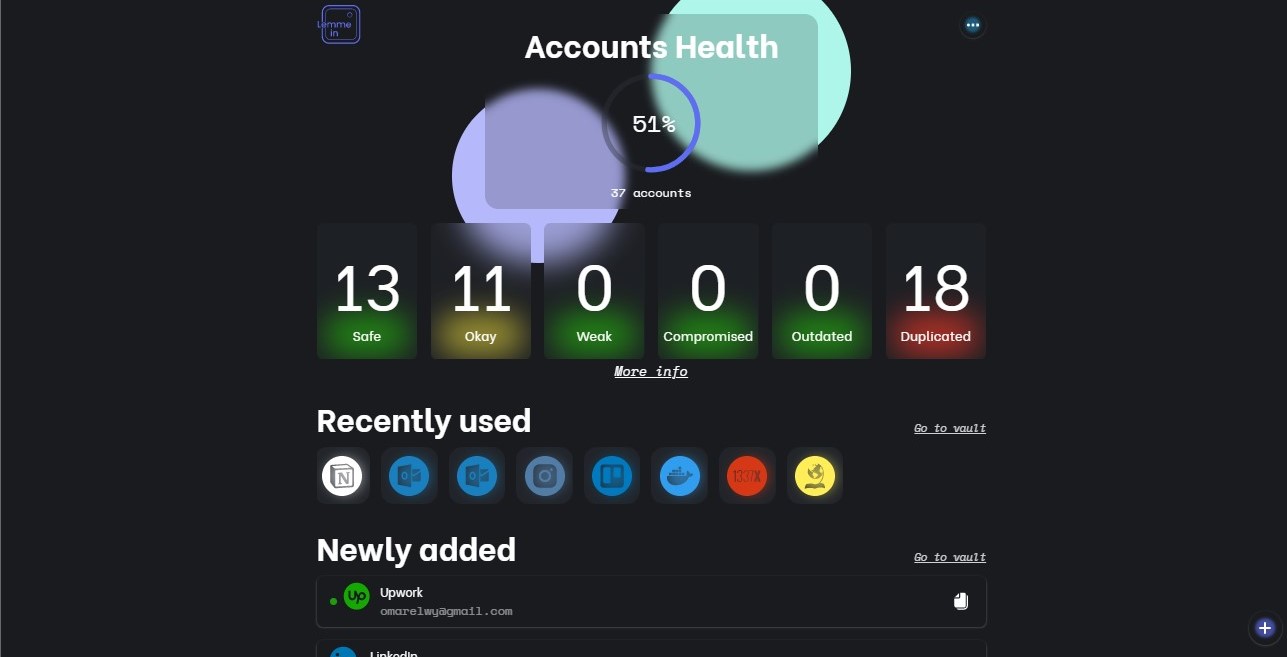 Lemme
in
Accounts Health
51%
37 accounts
13
Safe
11
Okay
0
Weak
0
Compromised
0
Outdated
18
Duplicated
More info
Recently used
Go to vault
N
1337X
Newly added
Go to vault
Up
Upwork
omarelwy@gmail.com
LinkedIn